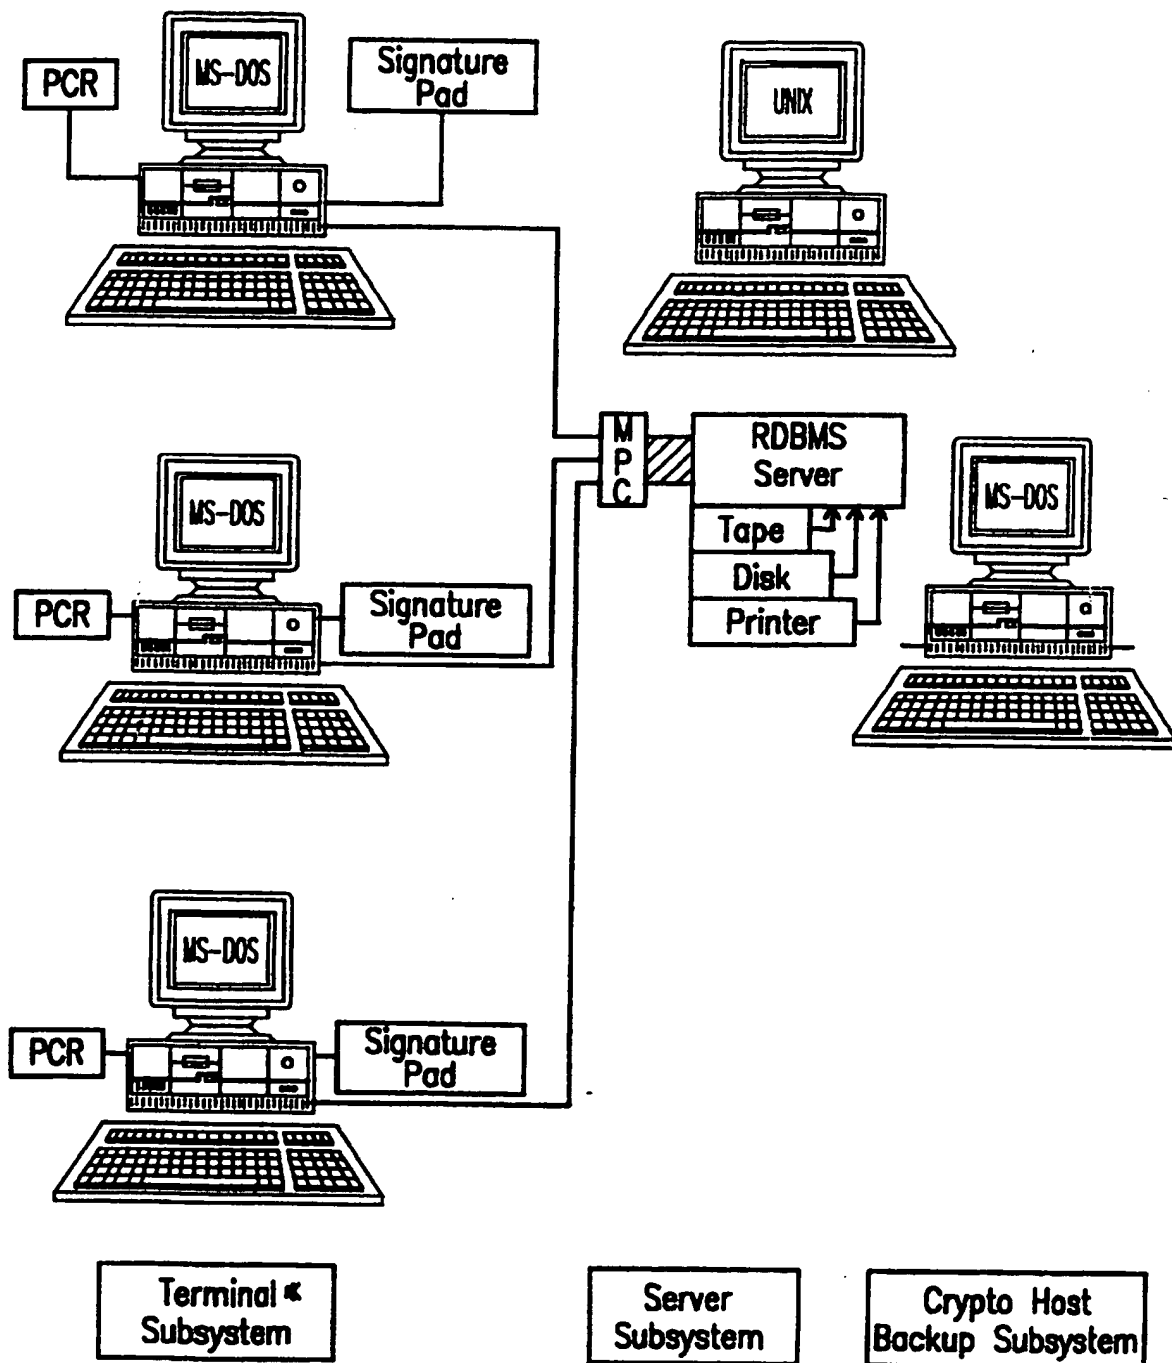 PCR
MS-DOS
Signature
Pad
UNIX
M
P
C
RDBMS
Server
Tape
Disk
Printer
MS-DOS
MS-DOS
PCR
Signature
Pad
MS-DOS
PCR
Signature
Pad
Terminal *
Subsystem
Server
Subsystem
Crypto Host
Backup Subsystem